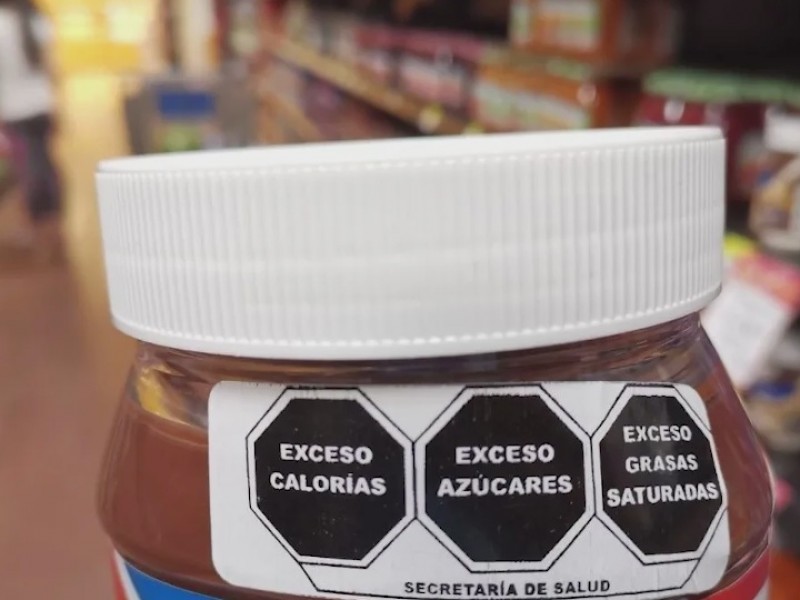 EXCESO
CALORÍAS
EXCESO
AZÚCARES
EXCESO
GRASAS
SATURADAS
SECRETARÍA DE SALUD